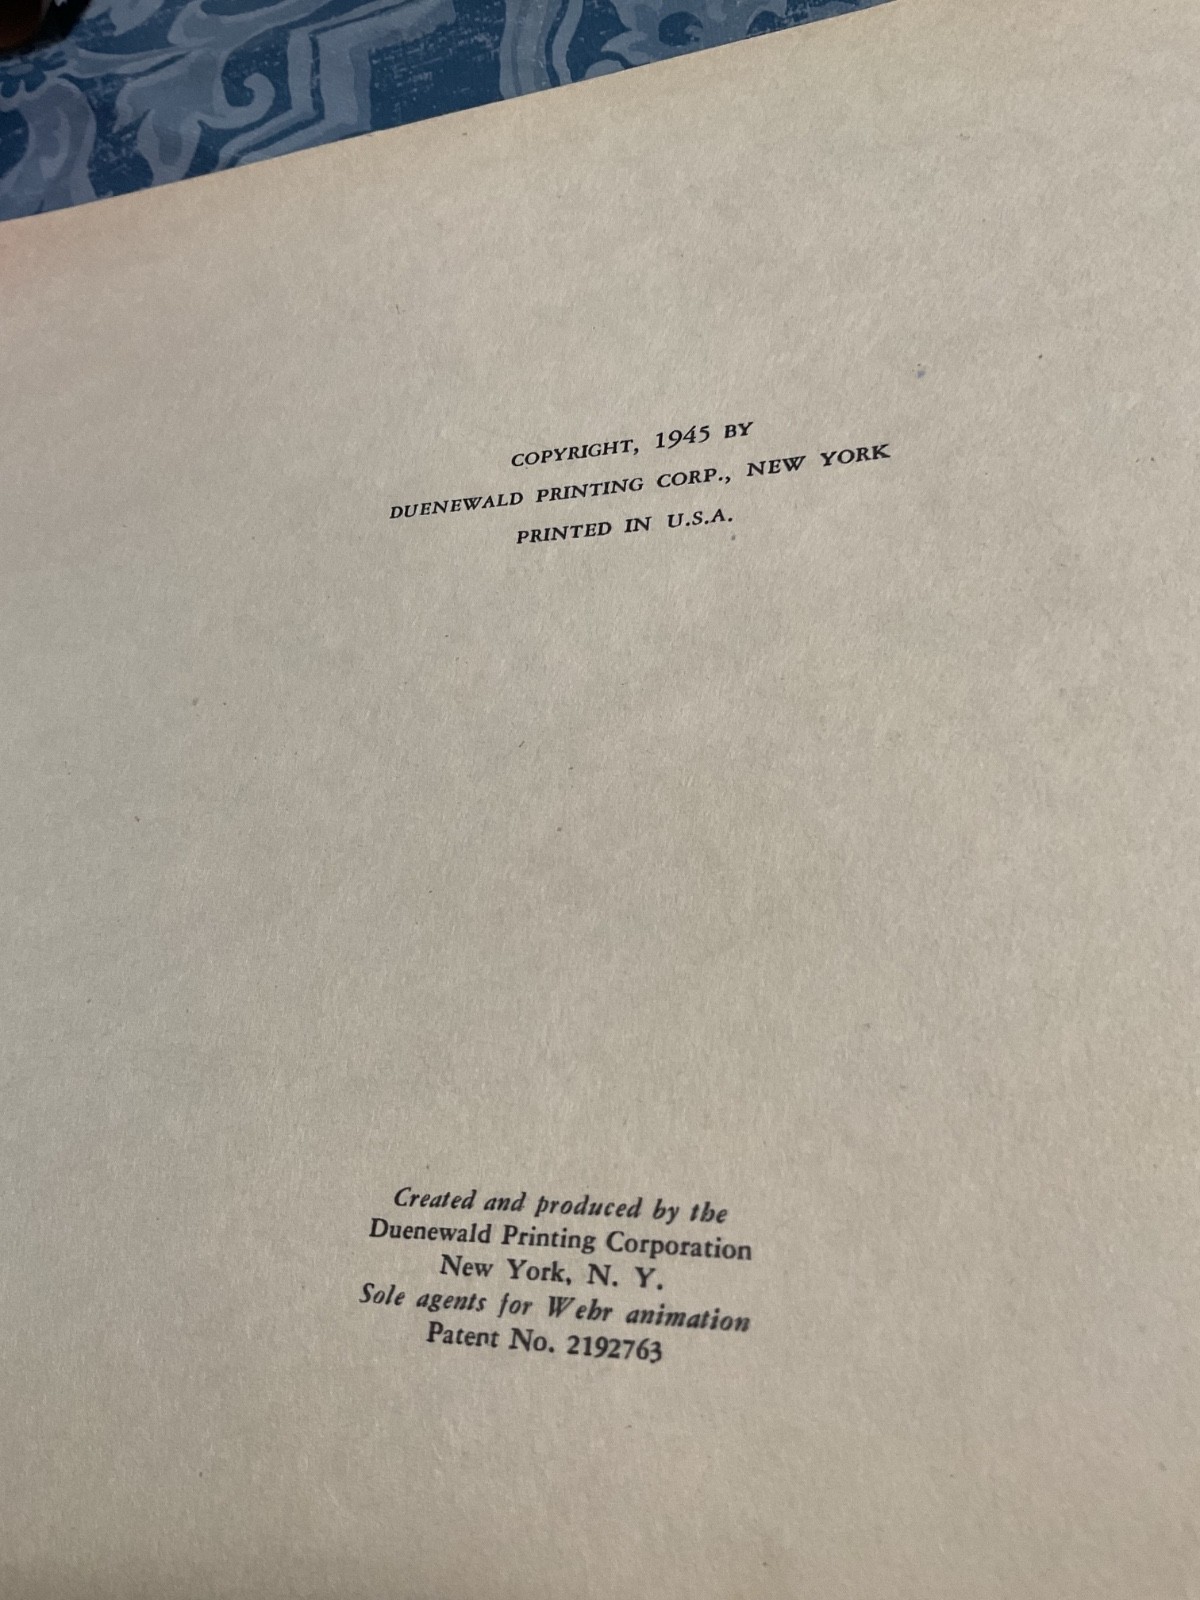 COPYRIGHT, 1945 BY
DUENEWALD PRINTING CORP., NEW YORK
PRINTED IN U.S.A.
Created and produced by the
Duenewald Printing Corporation
New York, N. Y.
Sole agents for Wehr animation
Patent No. 2192763